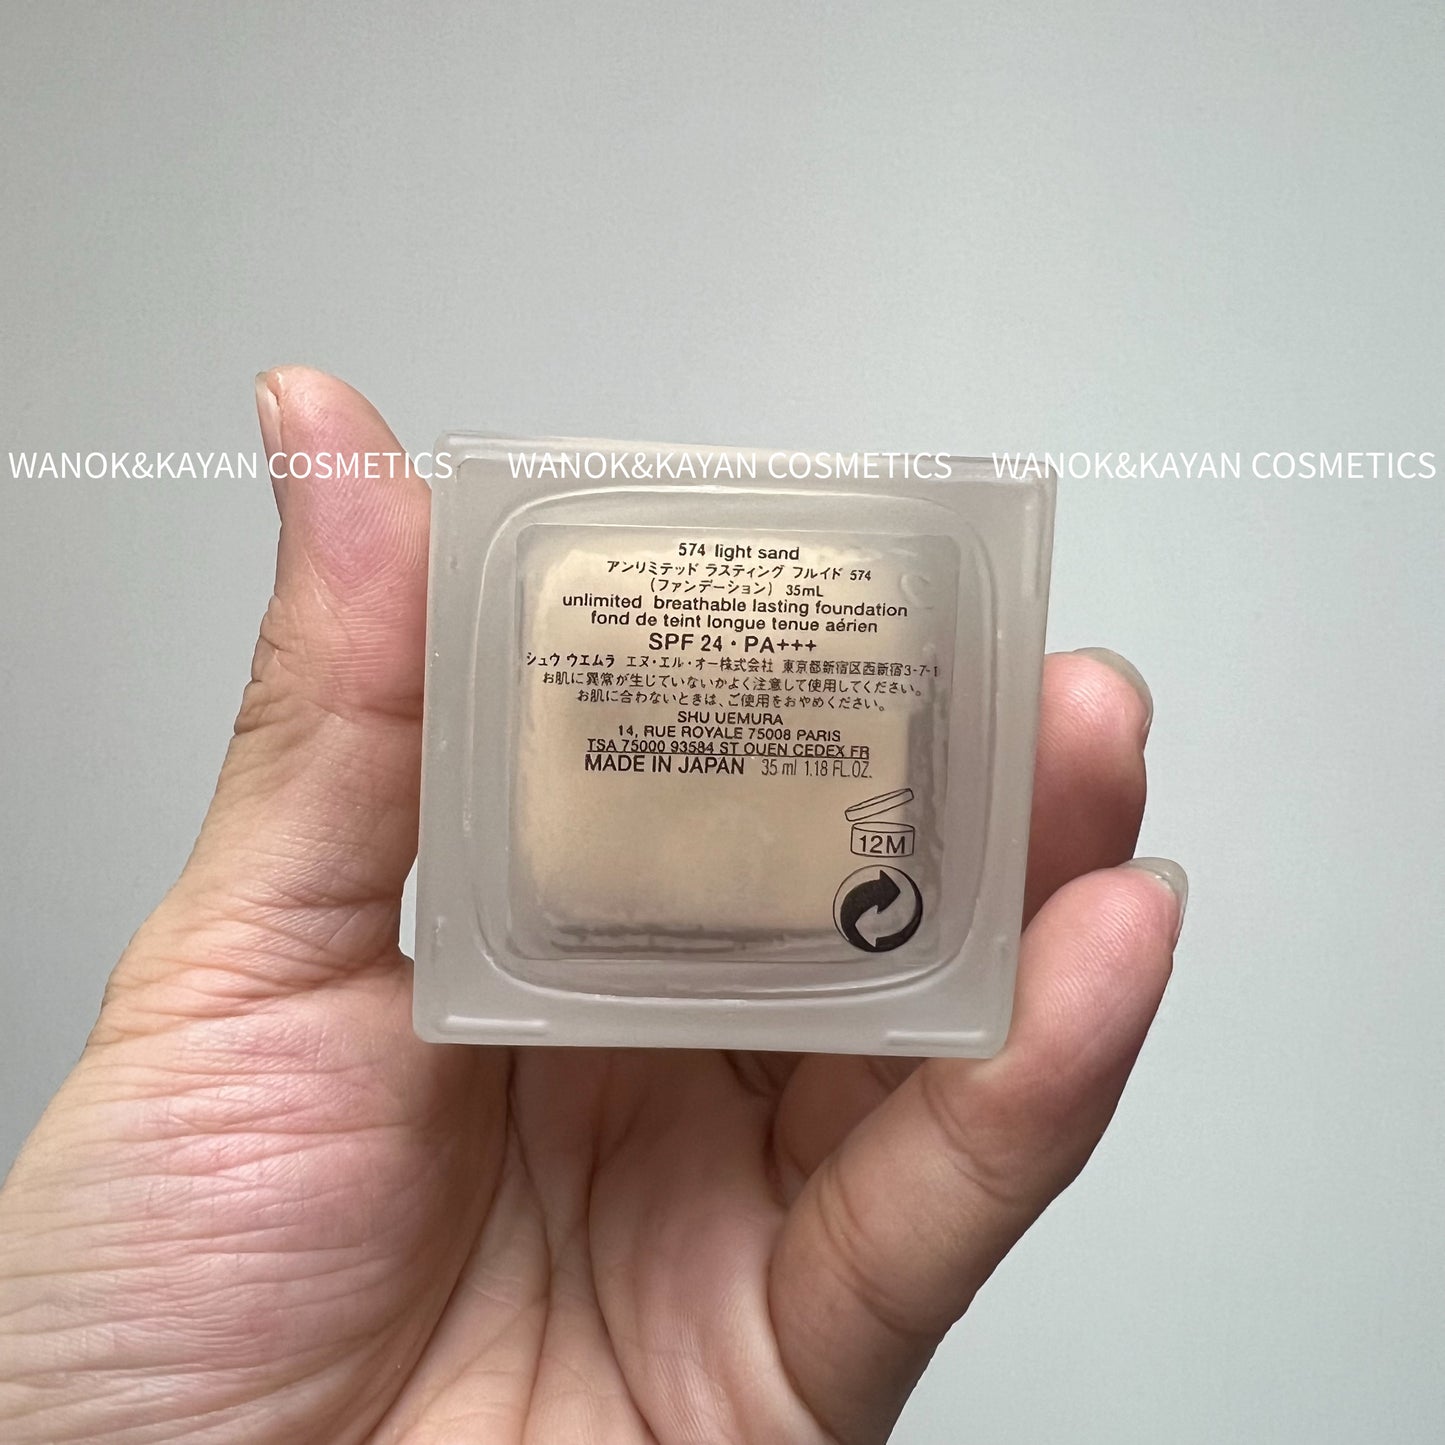 WANOK&KAYAN COSMETICS WANOK&KAYAN COSMETICS WANOK&KAYAN COSMETICS
574 light sand
アンリミテッド ラスティング フルイド 574
(ファンデーション) 35mL
unlimited breathable lasting foundation
fond de teint longue tenue aérien
SPF 24・PA+++
シュウ ウエムラ エヌ・エル・オー株式会社 東京都新宿区西新宿3-7-1
お肌に異常が生じていないかよく注意して使用してください。
お肌に合わないときは、ご使用をおやめください。
SHU UEMURA
14, RUE ROYALE 75008 PARIS
TSA 75000 93584 ST OUEN CEDEX FR
MADE IN JAPAN 35 ml 1.18 FL.OZ.
12M